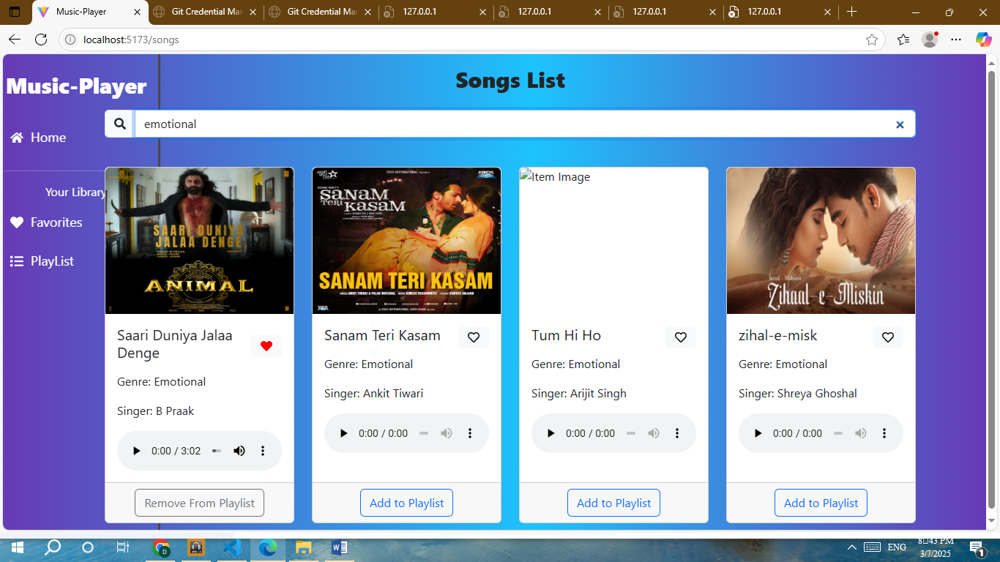 Music-Player
Git Credential Mar
Git Credential Mar
127.0.0.1
127.0.0.1
127.0.0.1
127.0.0.1
localhost:5173/songs
Music-Player
Home
Your Library
Favorites
PlayList
Songs List
emotional
SAARI DUNIYA
JALAA DENGE
ANIMAL
SANAM
TERI KASAM
SANAM TERI KASAM
Item Image
Zihaal-e-Miskin
Saari Duniya Jalaa
Denge
Genre: Emotional
Singer: B Praak
0:00 / 3:02
Remove From Playlist
Sanam Teri Kasam
Genre: Emotional
Singer: Ankit Tiwari
0:00 / 0:00
Add to Playlist
Tum Hi Ho
Genre: Emotional
Singer: Arijit Singh
0:00 / 0:00
Add to Playlist
zihal-e-misk
Genre: Emotional
Singer: Shreya Ghoshal
0:00 / 0:00
Add to Playlist
ENG
8:43 PM
3/7/2025
1